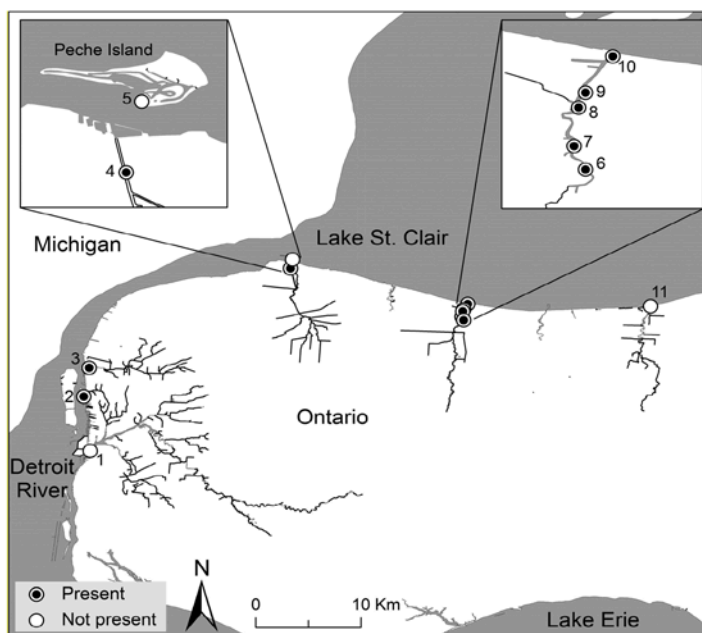 Peche Island
5
4
10
9
8
7
6
Michigan
Lake St. Clair
11
3
2
Ontario
1
Detroit
River
N
Present
Not present
0 10 Km
Lake Erie